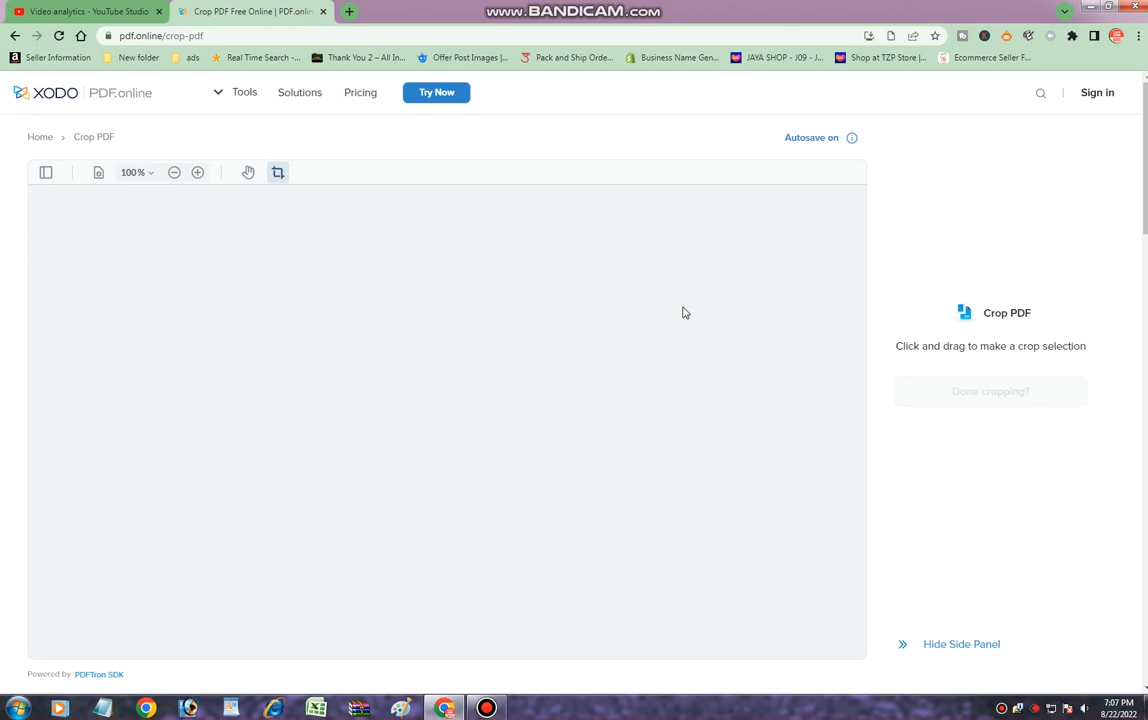 Video analytics - YouTube Studio
Crop PDF Free Online | PDF.onlin
www.BANDICAM.com
pdf.online/crop-pdf
Seller Information
New folder
ads
Real Time Search -...
Thank You 2 – All In...
Offer Post Images |...
Pack and Ship Orde...
Business Name Gen...
JAYA SHOP - J09 - J...
Shop at TZP Store |...
Ecommerce Seller F...
XODO | PDF.online
Tools
Solutions
Pricing
Try Now
Sign in
Home > Crop PDF
Autosave on
100%
Crop PDF
Click and drag to make a crop selection
Done cropping?
Hide Side Panel
Powered by PDFTron SDK
7:07 PM
8/22/2022